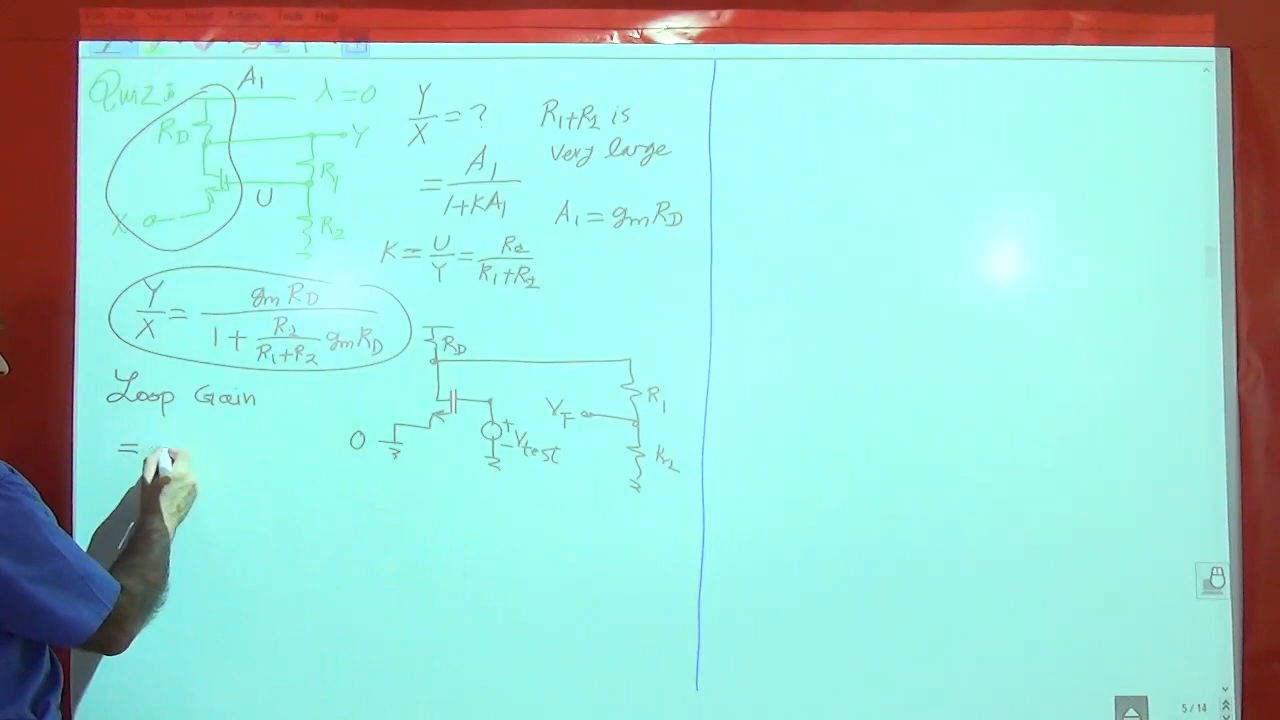 Quiz:
A1
λ=0
RD
Y
R1
U
X
R2
Y/X = ?
R1+R2 is
very large
= A1/(1+KA1)
A1 = gmRD
K = U/Y = R2/(R1+R2)
Y/X = gmRD/(1 + R2/(R1+R2) gmRD)
RD
Loop Gain
R1
VF
0
+
- Vtest
R2
=
5 / 14